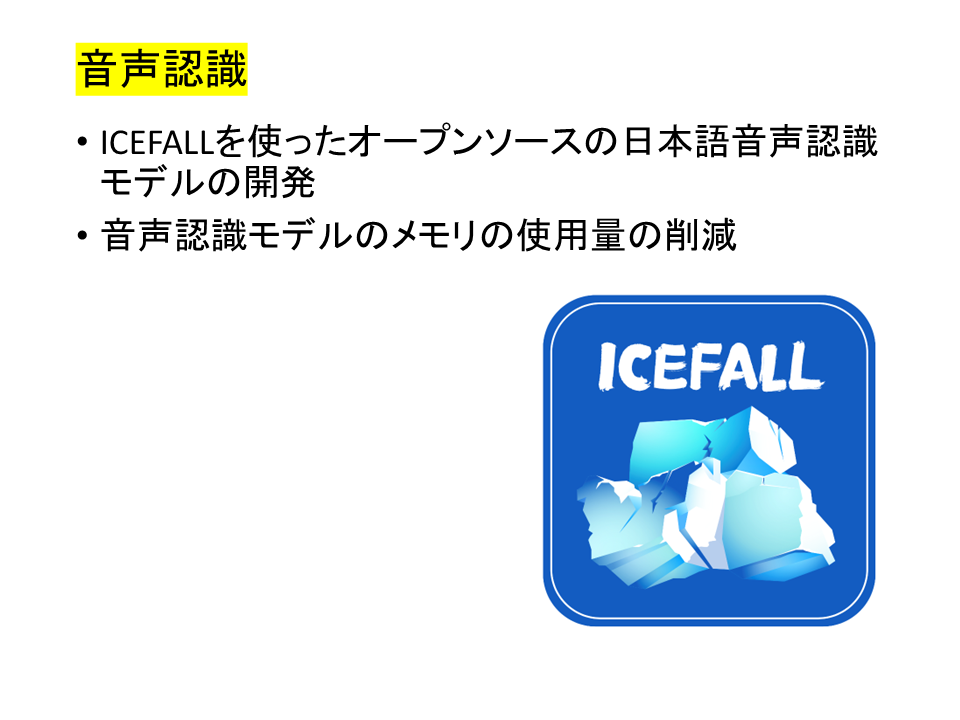 音声認識
• ICEFALLを使ったオープンソースの日本語音声認識
モデルの開発
• 音声認識モデルのメモリの使用量の削減
ICEFALL